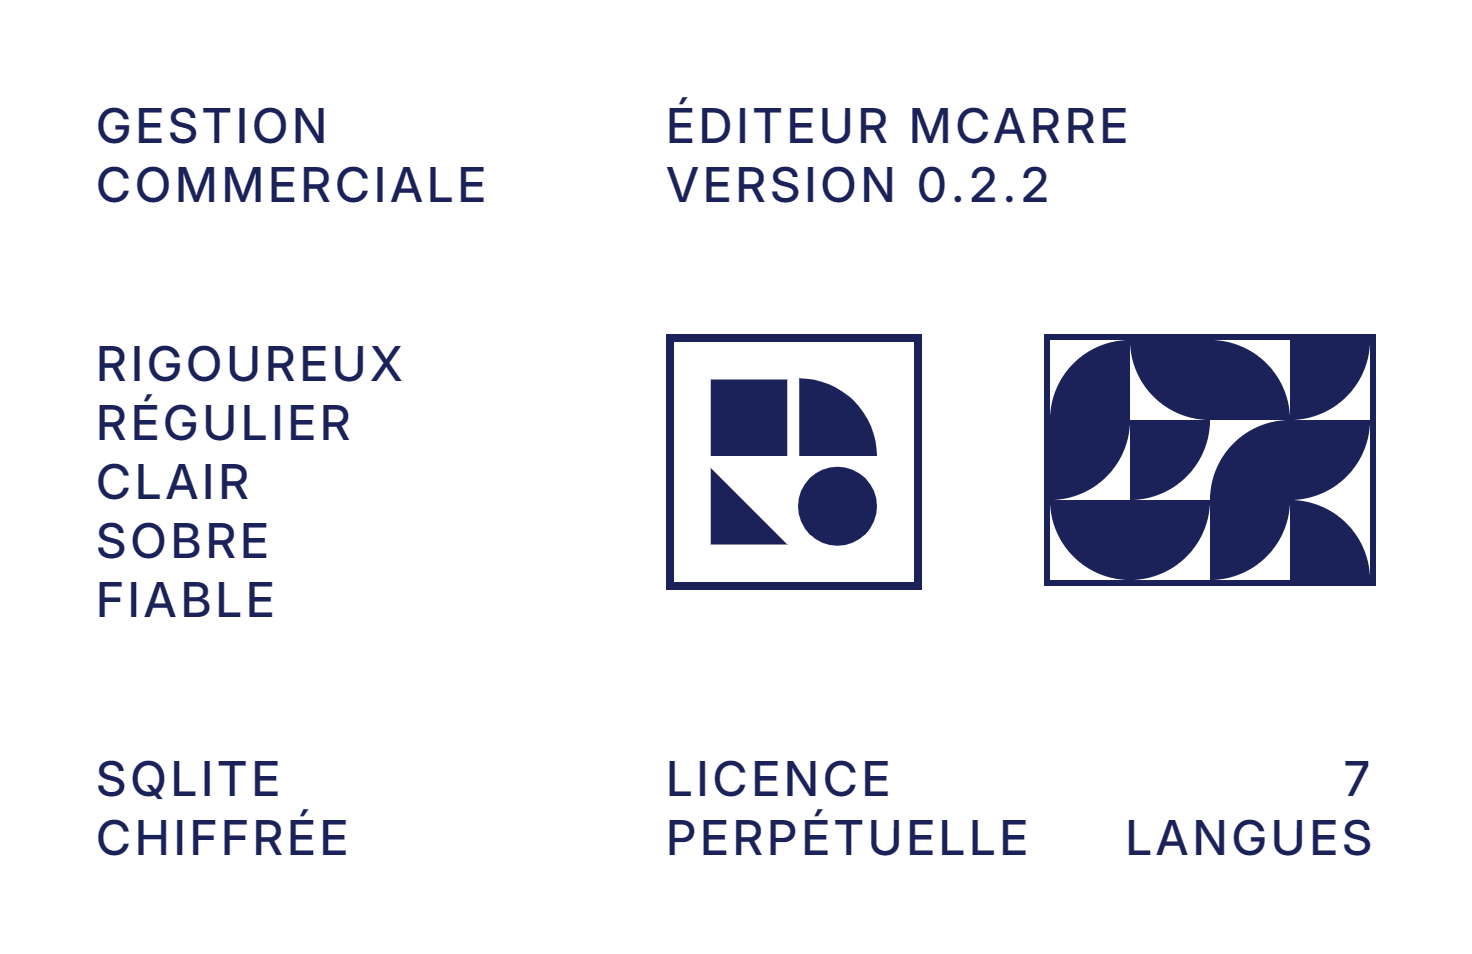 GESTION
COMMERCIALE
ÉDITEUR MCARRE
VERSION 0.2.2
RIGOUREUX
RÉGULIER
CLAIR
SOBRE
FIABLE
SQLITE
CHIFFRÉE
LICENCE
PERPÉTUELLE
7
LANGUES